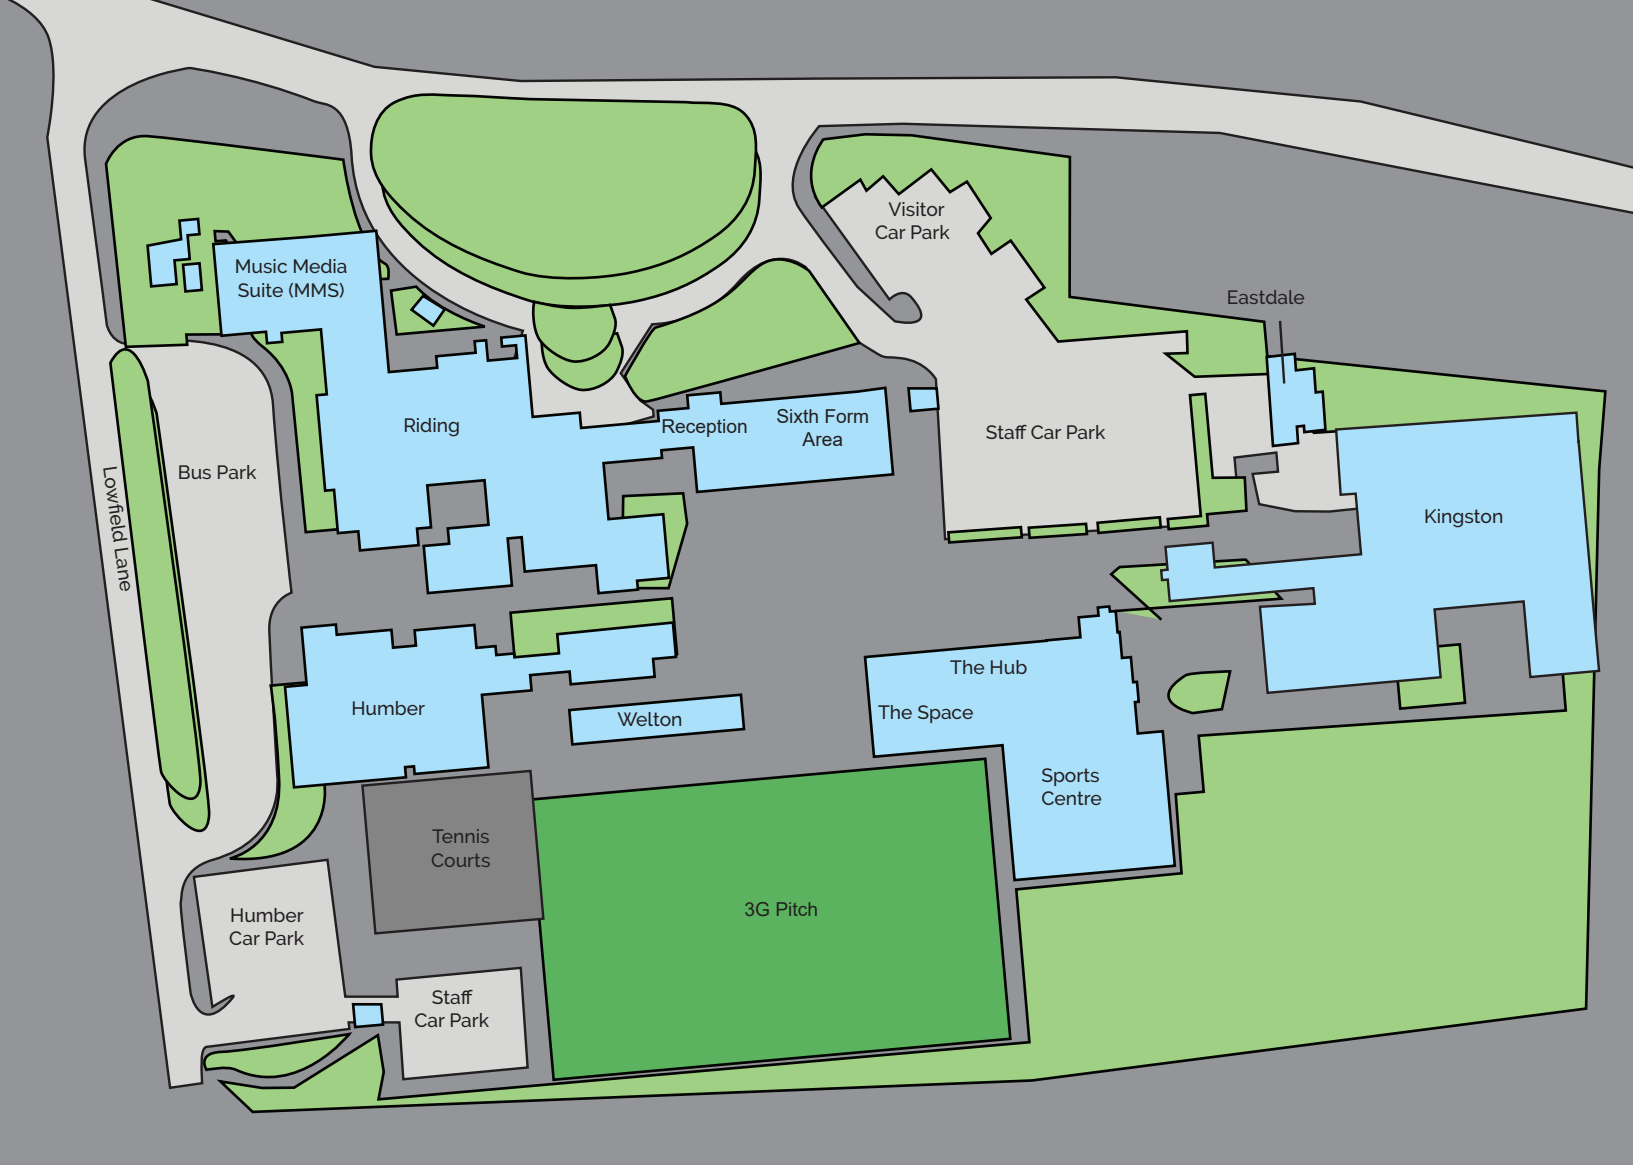 Visitor
Car Park
Music Media
Suite (MMS)
Eastdale
Riding
Reception
Sixth Form
Area
Staff Car Park
Bus Park
Lowfield Lane
Kingston
The Hub
Humber
Welton
The Space
Sports
Centre
Tennis
Courts
3G Pitch
Humber
Car Park
Staff
Car Park